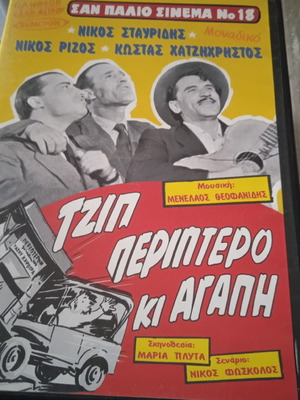 ΣΑΝ ΠΑΛΙΟ ΣΙΝΕΜΑ Νο 18
ΝΙΚΟΣ ΣΤΑΥΡΙΔΗΣ Μοναδικό
ΝΙΚΟΣ ΡΙΖΟΣ ΚΩΣΤΑΣ ΧΑΤΖΗΧΡΗΣΤΟΣ
Μουσική:
ΜΕΝΕΛΑΟΣ ΘΕΟΦΑΝΙΔΗΣ
ΤΖΙΠ
ΠΕΡΙΠΤΕΡΟ
ΚΙ ΑΓΑΠΗ
Σκηνοθεσία:
ΜΑΡΙΑ ΠΛΥΤΑ
Σενάριο:
ΝΙΚΟΣ ΦΩΣΚΟΛΟΣ